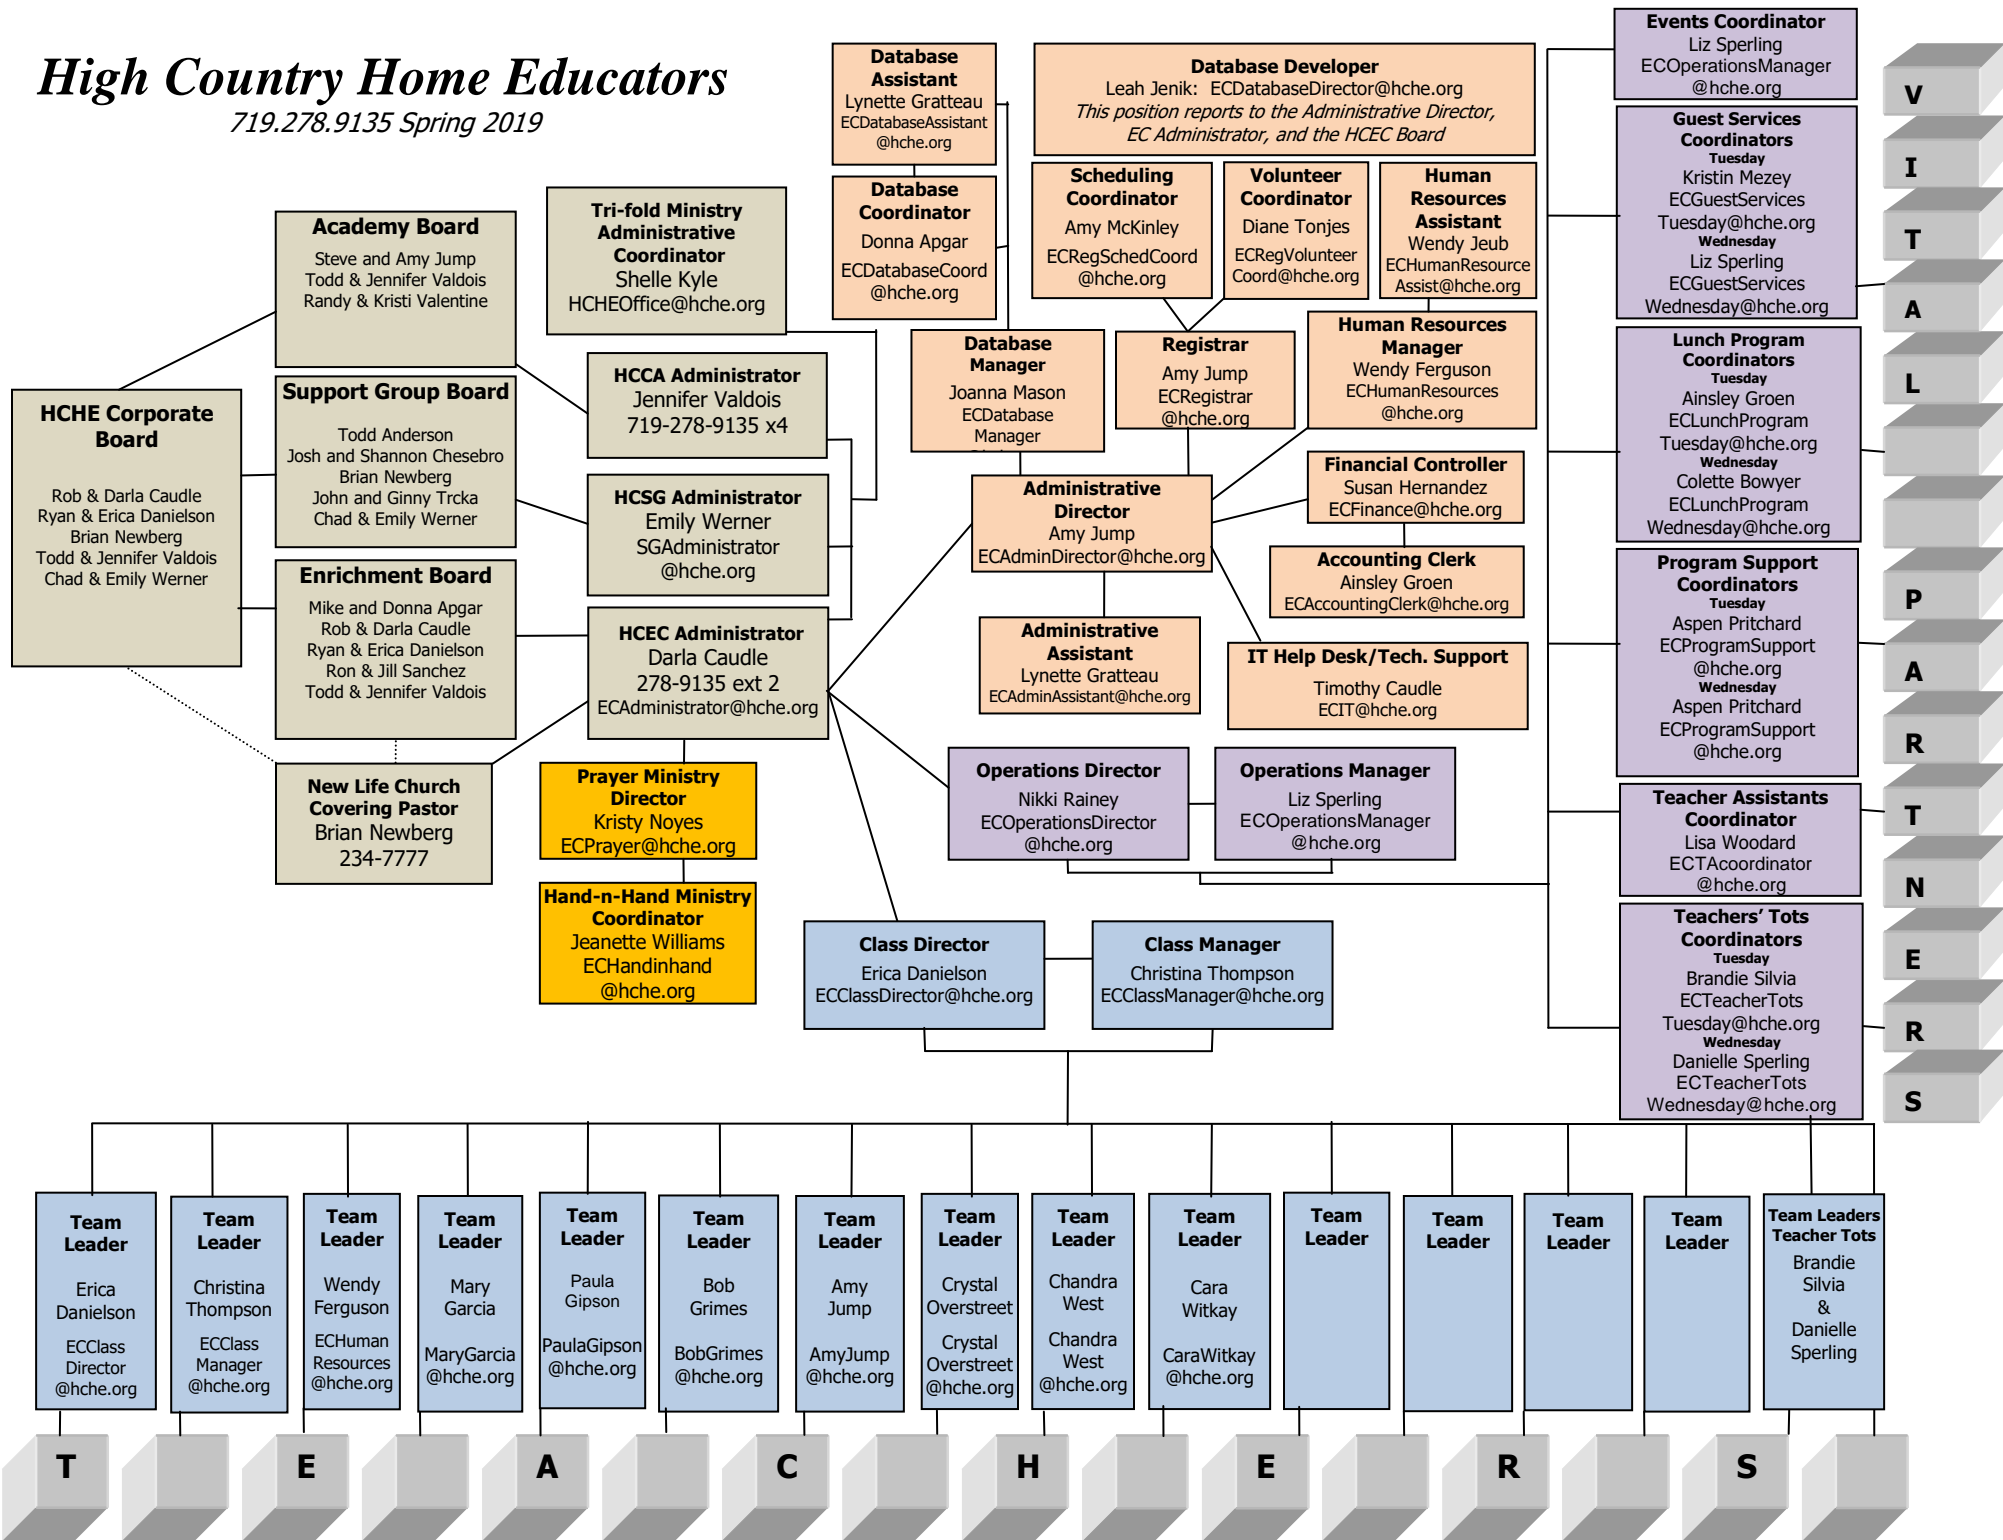 High Country Home Educators
719.278.9135 Spring 2019
HCHE Corporate
Board
Rob & Darla Caudle
Ryan & Erica Danielson
Brian Newberg
Todd & Jennifer Valdois
Chad & Emily Werner
Academy Board
Steve and Amy Jump
Todd & Jennifer Valdois
Randy & Kristi Valentine
Support Group Board
Todd Anderson
Josh and Shannon Chesebro
Brian Newberg
John and Ginny Trcka
Chad & Emily Werner
Enrichment Board
Mike and Donna Apgar
Rob & Darla Caudle
Ryan & Erica Danielson
Ron & Jill Sanchez
Todd & Jennifer Valdois
New Life Church
Covering Pastor
Brian Newberg
234-7777
Tri-fold Ministry
Administrative
Coordinator
Shelle Kyle
HCHEOffice@hche.org
HCCA Administrator
Jennifer Valdois
719-278-9135 x4
HCSG Administrator
Emily Werner
SGAdministrator
@hche.org
HCEC Administrator
Darla Caudle
278-9135 ext 2
ECAdministrator@hche.org
Prayer Ministry
Director
Kristy Noyes
ECPrayer@hche.org
Hand-n-Hand Ministry
Coordinator
Jeanette Williams
ECHandinhand
@hche.org
Database
Assistant
Lynette Gratteau
ECDatabaseAssistant
@hche.org
Database
Coordinator
Donna Apgar
ECDatabaseCoord
@hche.org
Database Developer
Leah Jenik: ECDatabaseDirector@hche.org
This position reports to the Administrative Director,
EC Administrator, and the HCEC Board
Scheduling
Coordinator
Amy McKinley
ECRegSchedCoord
@hche.org
Volunteer
Coordinator
Diane Tonjes
ECRegVolunteer
Coord@hche.org
Human
Resources
Assistant
Wendy Jeub
ECHumanResource
Assist@hche.org
Database
Manager
Joanna Mason
ECDatabase
Manager
Registrar
Amy Jump
ECRegistrar
@hche.org
Human Resources
Manager
Wendy Ferguson
ECHumanResources
@hche.org
Administrative
Director
Amy Jump
ECAdminDirector@hche.org
Financial Controller
Susan Hernandez
ECFinance@hche.org
Accounting Clerk
Ainsley Groen
ECAccountingClerk@hche.org
Administrative
Assistant
Lynette Gratteau
ECAdminAssistant@hche.org
IT Help Desk/Tech. Support
Timothy Caudle
ECIT@hche.org
Operations Director
Nikki Rainey
ECOperationsDirector
@hche.org
Operations Manager
Liz Sperling
ECOperationsManager
@hche.org
Class Director
Erica Danielson
ECClassDirector@hche.org
Class Manager
Christina Thompson
ECClassManager@hche.org
Events Coordinator
Liz Sperling
ECOperationsManager
@hche.org
Guest Services
Coordinators
Tuesday
Kristin Mezey
ECGuestServices
Tuesday@hche.org
Wednesday
Liz Sperling
ECGuestServices
Wednesday@hche.org
Lunch Program
Coordinators
Tuesday
Ainsley Groen
ECLunchProgram
Tuesday@hche.org
Wednesday
Colette Bowyer
ECLunchProgram
Wednesday@hche.org
Program Support
Coordinators
Tuesday
Aspen Pritchard
ECProgramSupport
@hche.org
Wednesday
Aspen Pritchard
ECProgramSupport
@hche.org
Teacher Assistants
Coordinator
Lisa Woodard
ECTAcoordinator
@hche.org
Teachers’ Tots
Coordinators
Tuesday
Brandie Silvia
ECTeacherTots
Tuesday@hche.org
Wednesday
Danielle Sperling
ECTeacherTots
Wednesday@hche.org
V
I
T
A
L
P
A
R
T
N
E
R
S
Team
Leader
Erica
Danielson
ECClass
Director
@hche.org
Team
Leader
Christina
Thompson
ECClass
Manager
@hche.org
Team
Leader
Wendy
Ferguson
ECHuman
Resources
@hche.org
Team
Leader
Mary
Garcia
MaryGarcia
@hche.org
Team
Leader
Paula
Gipson
PaulaGipson
@hche.org
Team
Leader
Bob
Grimes
BobGrimes
@hche.org
Team
Leader
Amy
Jump
AmyJump
@hche.org
Team
Leader
Crystal
Overstreet
Crystal
Overstreet
@hche.org
Team
Leader
Chandra
West
Chandra
West
@hche.org
Team
Leader
Cara
Witkay
CaraWitkay
@hche.org
Team
Leader
Team
Leader
Team
Leader
Team
Leader
Team Leaders
Teacher Tots
Brandie
Silvia
&
Danielle
Sperling
T E A C H E R S